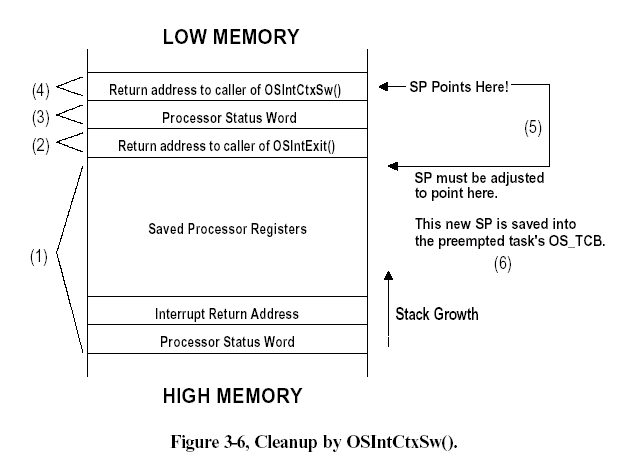 LOW MEMORY
(4)
Return address to caller of OSIntCtxSw()
SP Points Here!
(3)
Processor Status Word
(5)
(2)
Return address to caller of OSIntExit()
SP must be adjusted
to point here.
(1)
Saved Processor Registers
This new SP is saved into
the preempted task's OS_TCB.
(6)
Interrupt Return Address
Stack Growth
Processor Status Word
HIGH MEMORY
Figure 3-6, Cleanup by OSIntCtxSw().